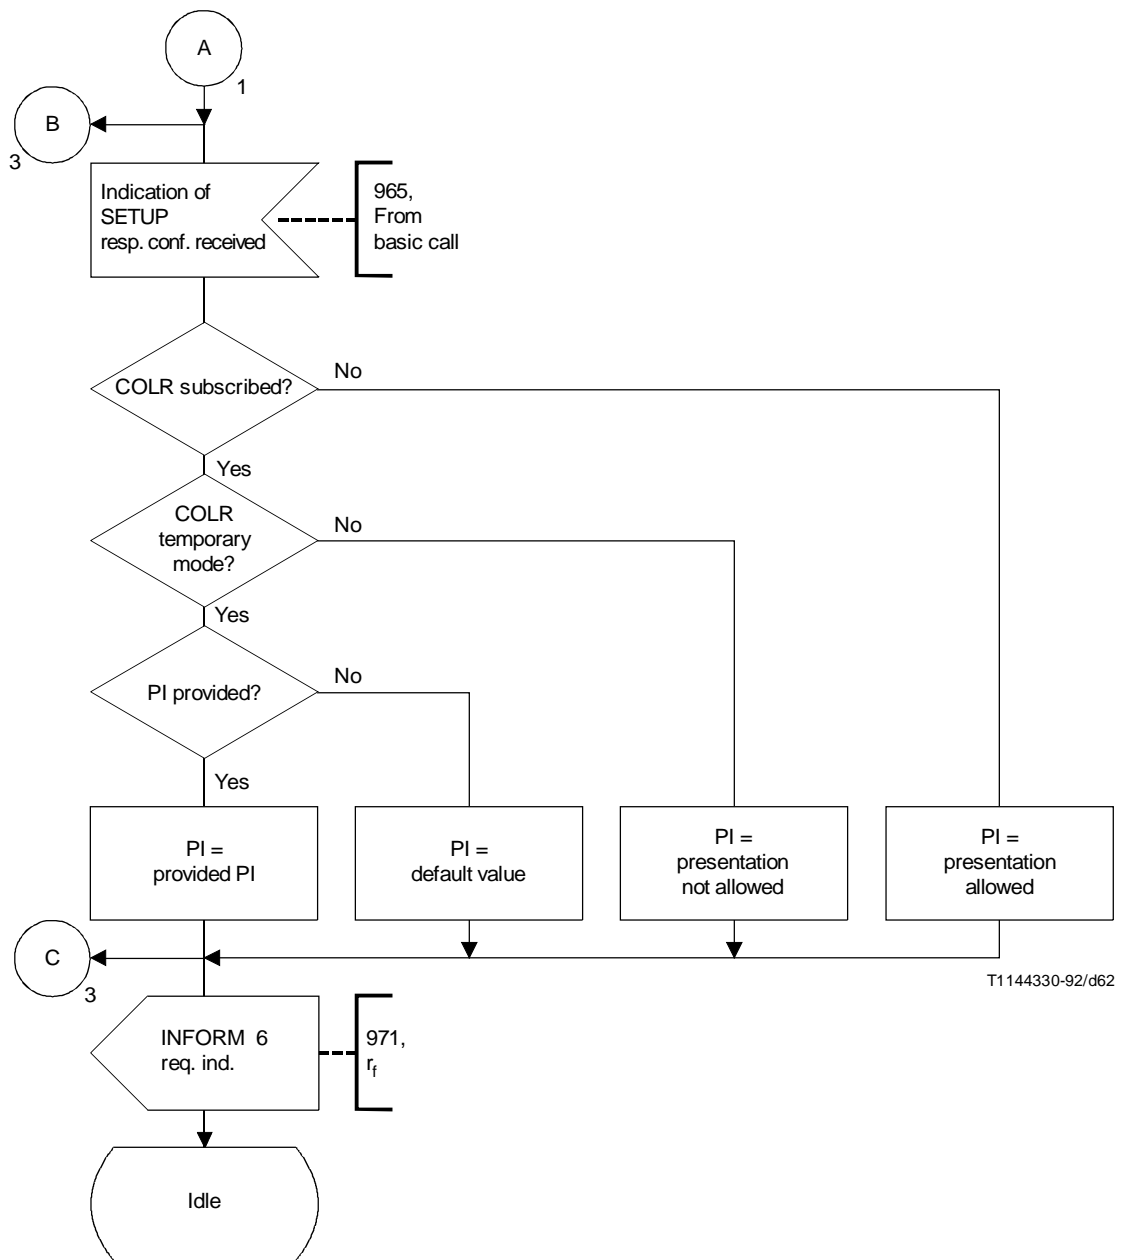 A
1
B
3
Indication of
SETUP
resp. conf. received
965,
From
basic call
COLR subscribed?
No
Yes
COLR
temporary
mode?
No
Yes
PI provided?
No
Yes
PI =
provided PI
PI =
default value
PI =
presentation
not allowed
PI =
presentation
allowed
C
3
T1144330-92/d62
INFORM 6
req. ind.
971,
rf
Idle